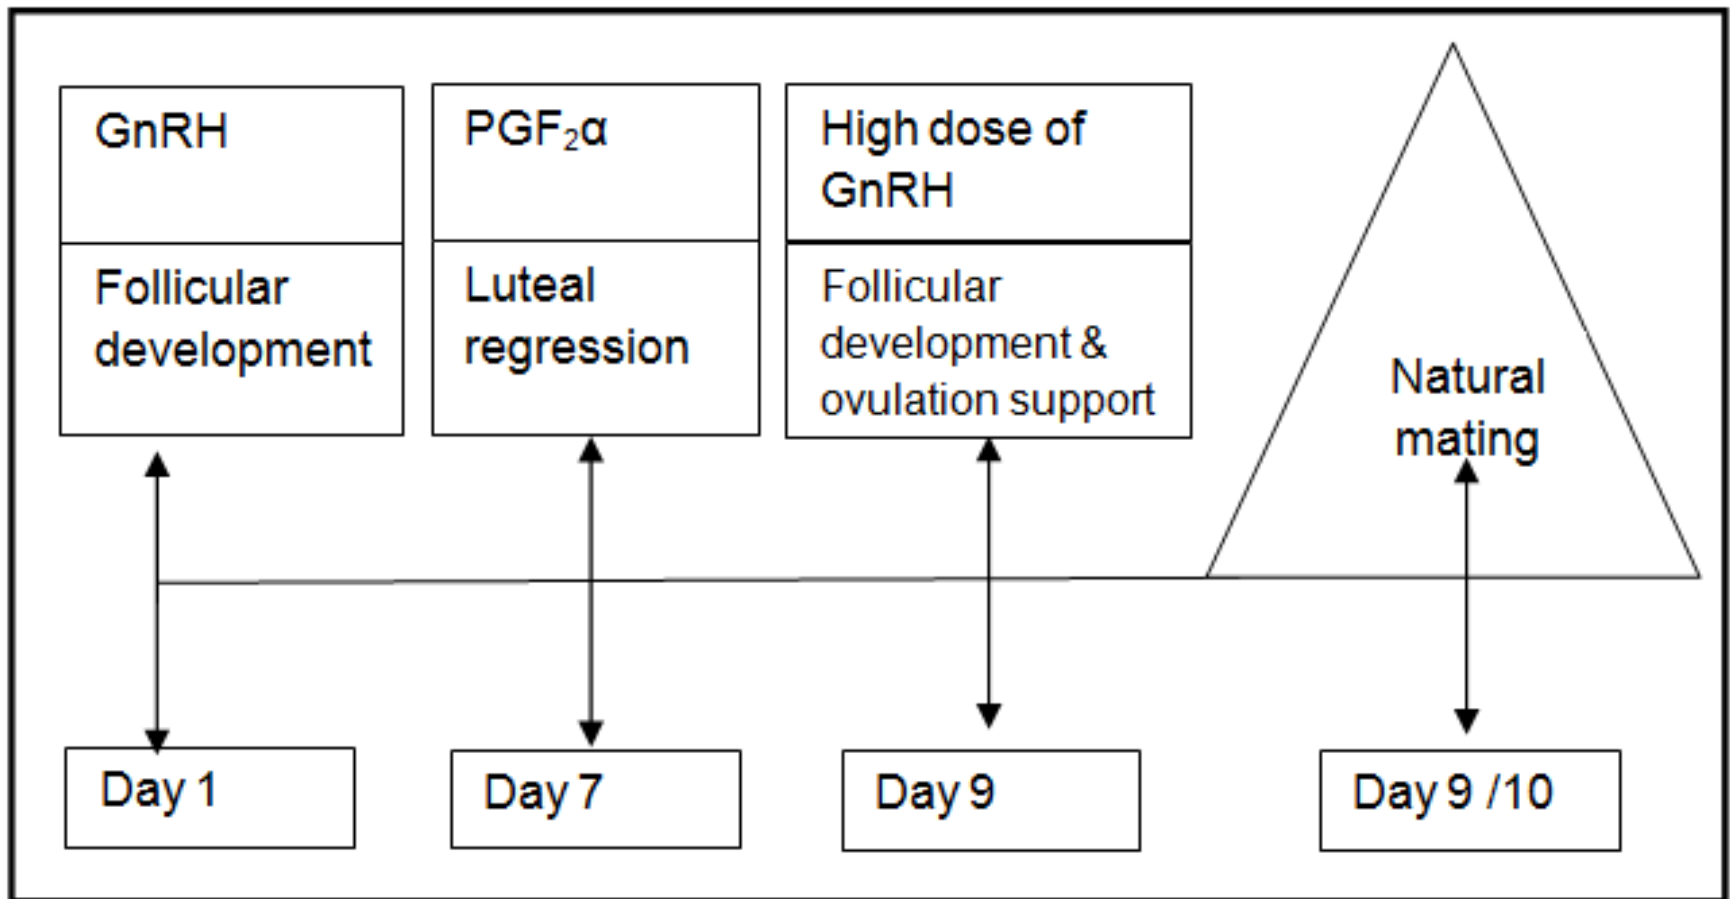 GnRH
Follicular
development
PGF₂α
Luteal
regression
High dose of
GnRH
Follicular
development &
ovulation support
Natural
mating
Day 1
Day 7
Day 9
Day 9 /10